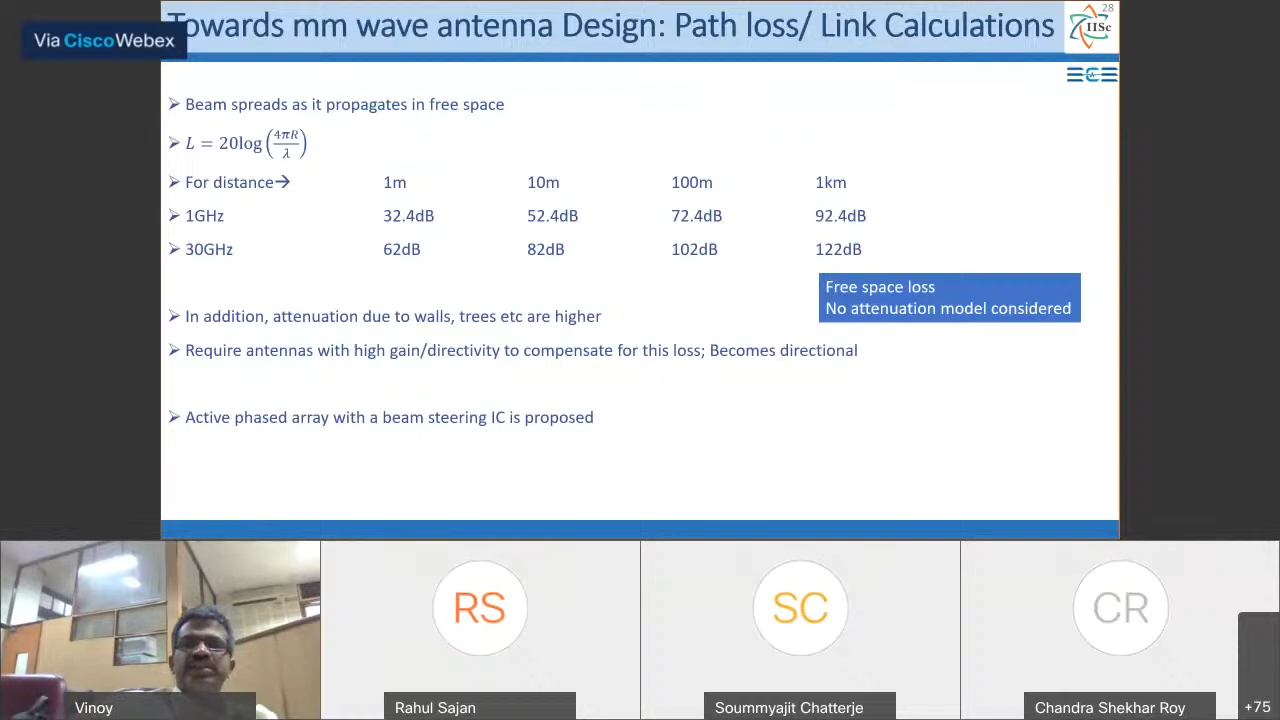 28
Towards mm wave antenna Design: Path loss/ Link Calculations
Via CiscoWebex
IISc
➢ Beam spreads as it propagates in free space
➢ L = 20log(4πR/λ)
➢ For distance→ 1m 10m 100m 1km
➢ 1GHz 32.4dB 52.4dB 72.4dB 92.4dB
➢ 30GHz 62dB 82dB 102dB 122dB
Free space loss
No attenuation model considered
➢ In addition, attenuation due to walls, trees etc are higher
➢ Require antennas with high gain/directivity to compensate for this loss; Becomes directional
➢ Active phased array with a beam steering IC is proposed
RS
SC
CR
Vinoy
Rahul Sajan
Soummyajit Chatterje
Chandra Shekhar Roy
+75